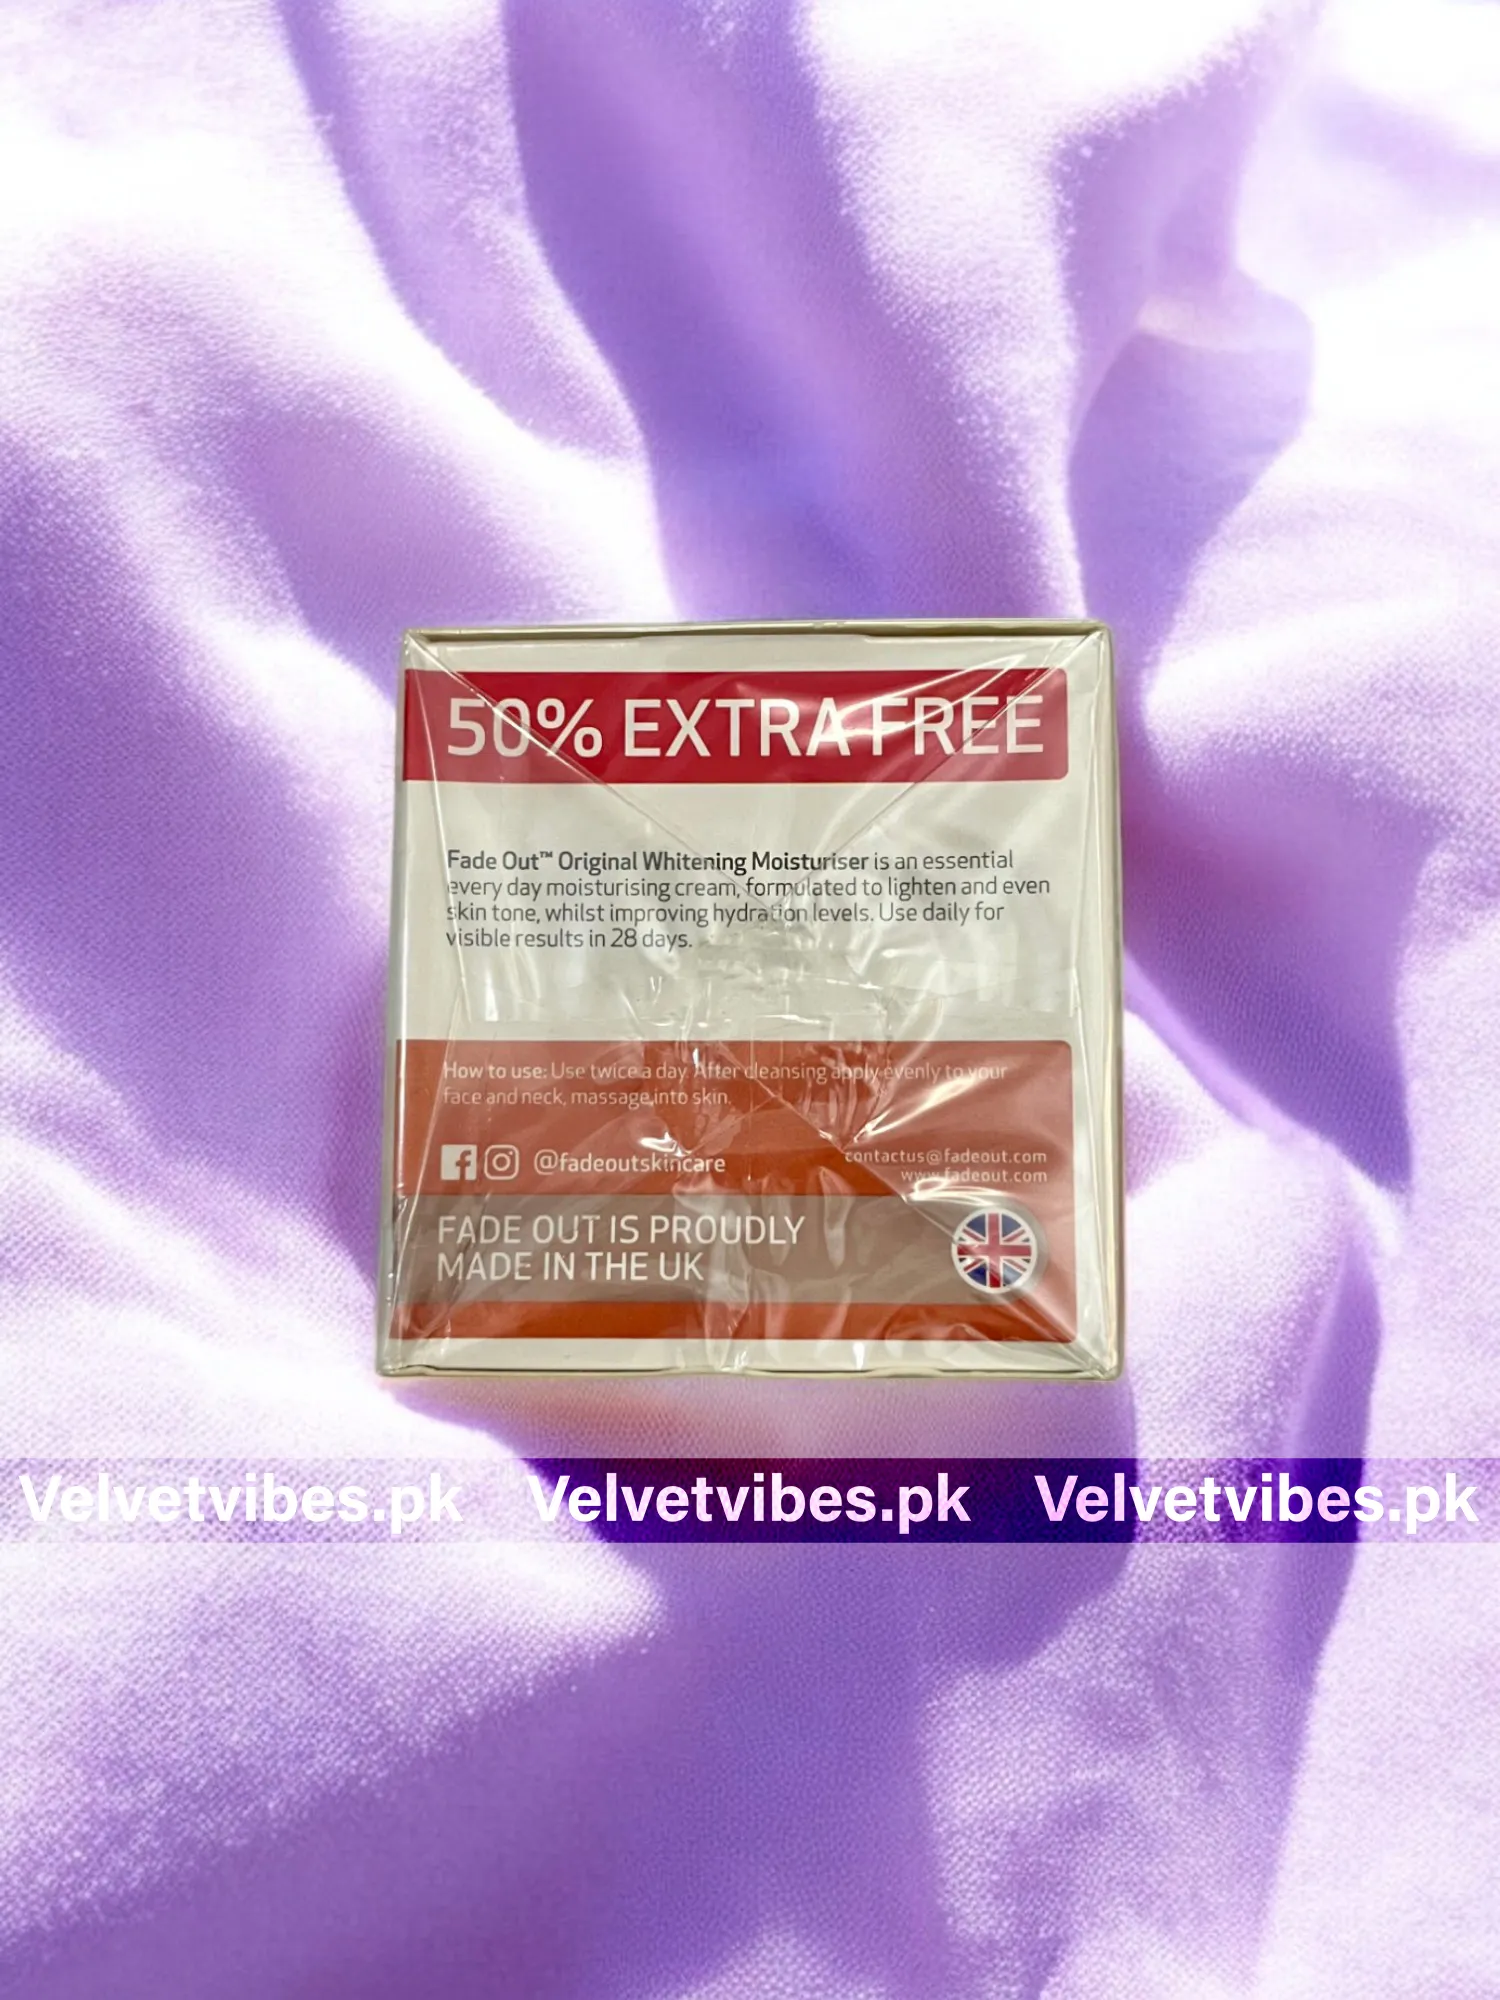 50% EXTRA FREE
Fade Out™ Original Whitening Moisturiser is an essential
every day moisturising cream, formulated to lighten and even
skin tone, whilst improving hydration levels. Use daily for
visible results in 28 days.
How to use: Use twice a day. After cleansing apply evenly to your
face and neck, massage into skin.
@fadeoutskincare
contactus@fadeout.com
www.fadeout.com
FADE OUT IS PROUDLY
MADE IN THE UK
Velvetvibes.pk Velvetvibes.pk Velvetvibes.pk